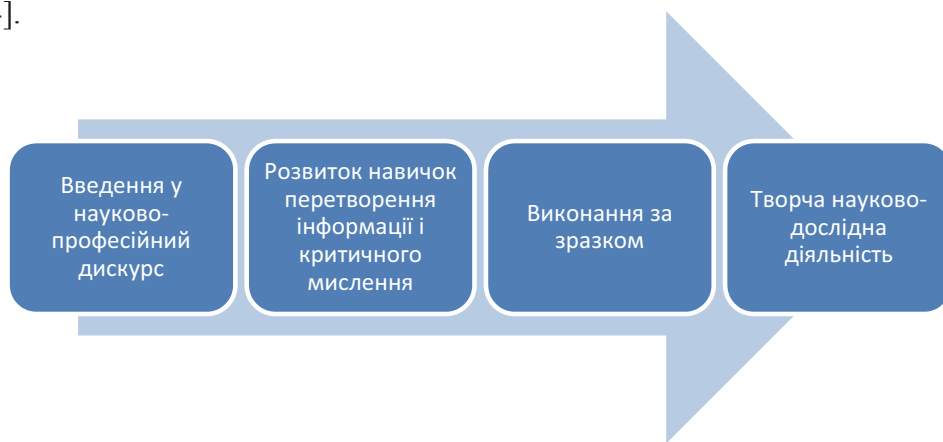 ].
Введення у
науково-
професійний
дискурс
Розвиток навичок
перетворення
інформації і
критичного
мислення
Виконання за
зразком
Творча науково-
дослідна
діяльність